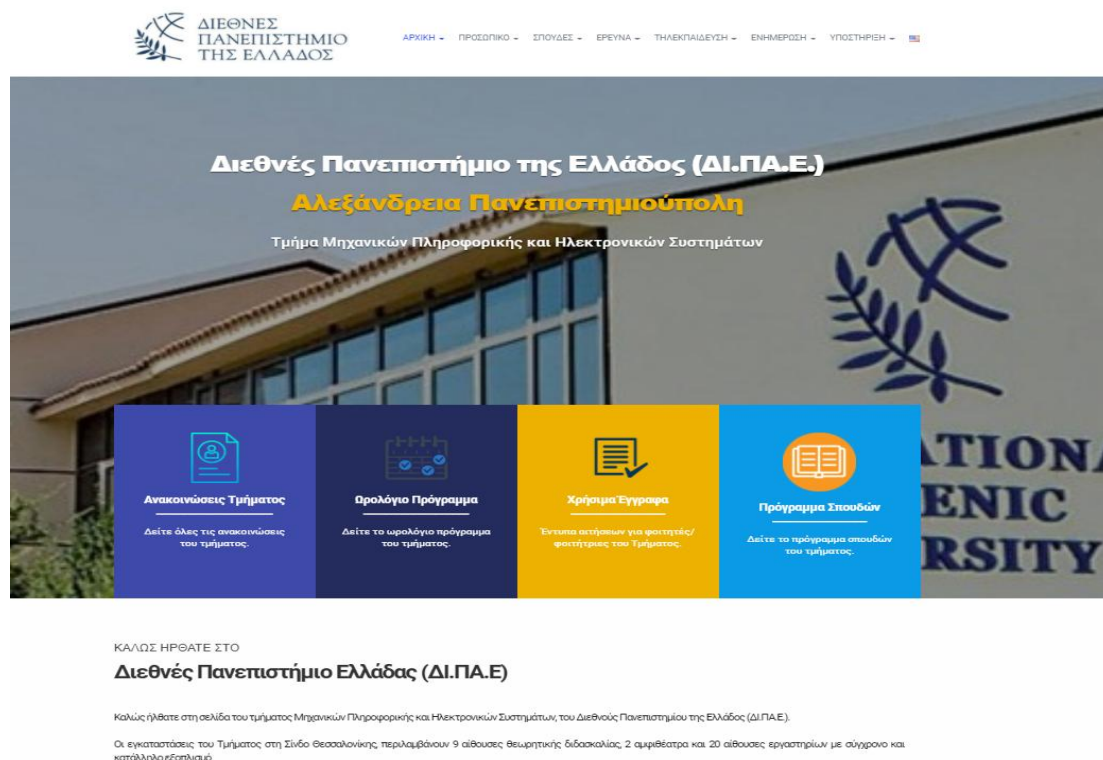 ΔΙΕΘΝΕΣ
ΠΑΝΕΠΙΣΤΗΜΙΟ
ΤΗΣ ΕΛΛΑΔΟΣ
ΑΡΧΙΚΗ ΠΡΟΣΩΠΙΚΟ ΣΠΟΥΔΕΣ ΕΡΕΥΝΑ ΤΗΛΕΚΠΑΙΔΕΥΣΗ ΕΝΗΜΕΡΩΣΗ ΥΠΟΣΤΗΡΙΞΗ
Διεθνές Πανεπιστήμιο της Ελλάδος (ΔΙ.ΠΑ.Ε.)
Αλεξάνδρεια Πανεπιστημιούπολη
Τμήμα Μηχανικών Πληροφορικής και Ηλεκτρονικών Συστημάτων
ATIONA
ENIC
RSITY
Ανακοινώσεις Τμήματος
Δείτε όλες τις ανακοινώσεις
του τμήματος.
Ωρολόγιο Πρόγραμμα
Δείτε το ωρολόγιο πρόγραμμα
του τμήματος.
Χρήσιμα Έγγραφα
Έντυπα αιτήσεων για φοιτητές/
φοιτήτριες του Τμήματος.
Πρόγραμμα Σπουδών
Δείτε το πρόγραμμα σπουδών
του τμήματος.
ΚΑΛΩΣ ΗΡΘΑΤΕ ΣΤΟ
Διεθνές Πανεπιστήμιο Ελλάδας (ΔΙ.ΠΑ.Ε)
Καλώς ήλθατε στη σελίδα του τμήματος Μηχανικών Πληροφορικής και Ηλεκτρονικών Συστημάτων, του Διεθνούς Πανεπιστημίου της Ελλάδος (ΔΙ.ΠΑ.Ε.).
Οι εγκαταστάσεις του Τμήματος στη Σίνδο Θεσσαλονίκης, περιλαμβάνουν 9 αίθουσες θεωρητικής διδασκαλίας, 2 αμφιθέατρα και 20 αίθουσες εργαστηρίων με σύγχρονο και
κατάλληλο εξοπλισμό.